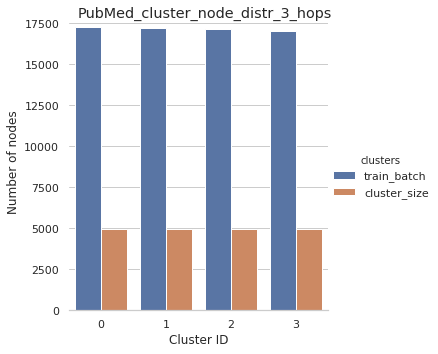 PubMed_cluster_node_distr_3_hops
17500
15000
12500
10000
7500
5000
2500
0
Number of nodes
0 1 2 3
Cluster ID
clusters
train_batch
cluster_size